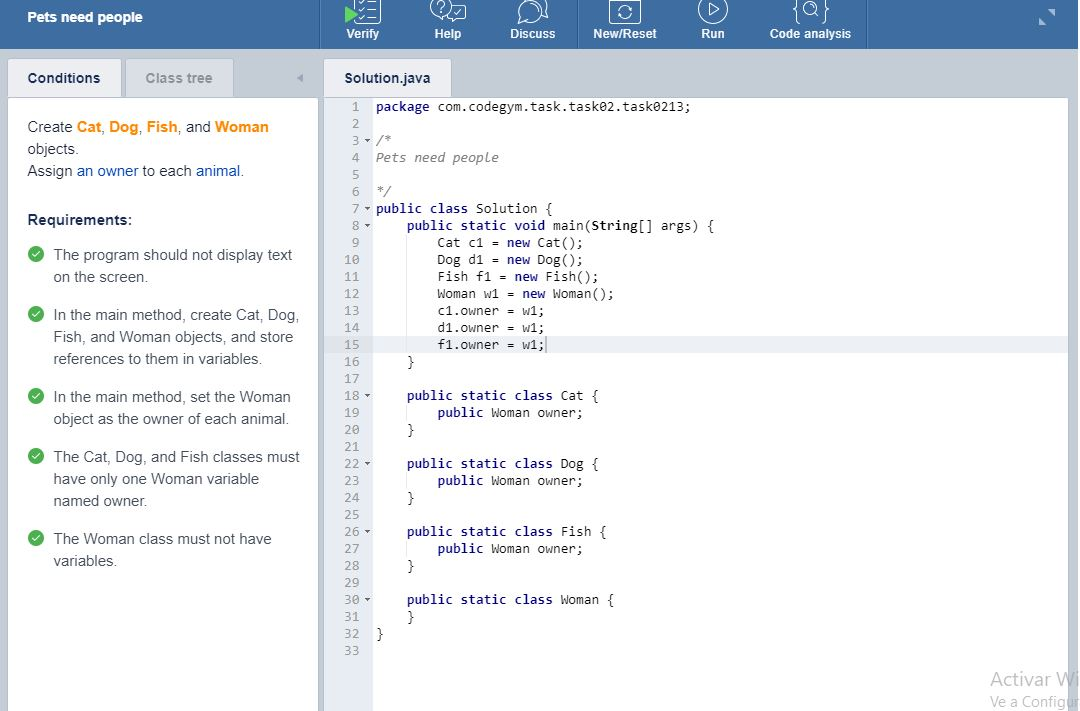 Pets need people
Verify
Help
Discuss
New/Reset
Run
Code analysis
Conditions
Class tree
Solution.java
Create Cat, Dog, Fish, and Woman
objects.
Assign an owner to each animal.
Requirements:
The program should not display text
on the screen.
In the main method, create Cat, Dog,
Fish, and Woman objects, and store
references to them in variables.
In the main method, set the Woman
object as the owner of each animal.
The Cat, Dog, and Fish classes must
have only one Woman variable
named owner.
The Woman class must not have
variables.
1 package com.codegym.task.task02.task0213;
2
3 /*
4 Pets need people
5
6 */
7 public class Solution {
8 public static void main(String[] args) {
9 Cat c1 = new Cat();
10 Dog d1 = new Dog();
11 Fish f1 = new Fish();
12 Woman w1 = new Woman();
13 c1.owner = w1;
14 d1.owner = w1;
15 f1.owner = w1;
16 }
17
18 public static class Cat {
19 public Woman owner;
20 }
21
22 public static class Dog {
23 public Woman owner;
24 }
25
26 public static class Fish {
27 public Woman owner;
28 }
29
30 public static class Woman {
31 }
32 }
33
Activar Wi
Ve a Configur